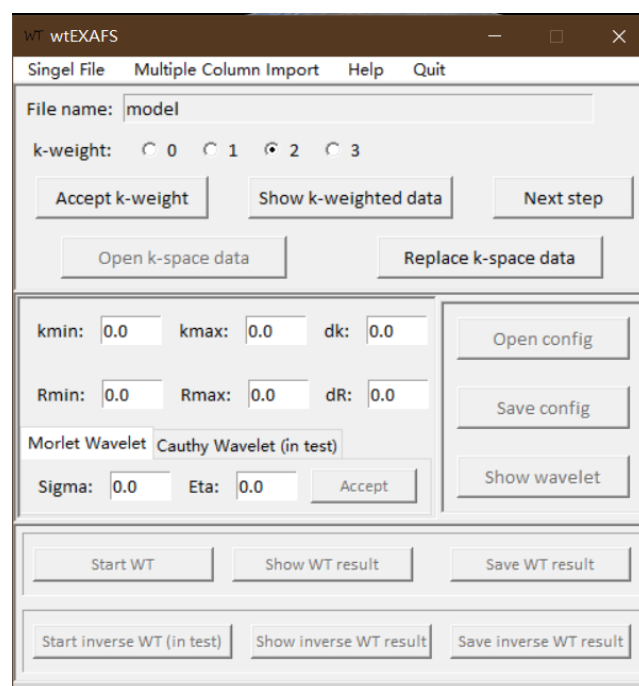 WT wtEXAFS
Singel File Multiple Column Import Help Quit
File name: model
k-weight: 0 1 2 3
Accept k-weight Show k-weighted data Next step
Open k-space data Replace k-space data
kmin: 0.0 kmax: 0.0 dk: 0.0
Open config
Rmin: 0.0 Rmax: 0.0 dR: 0.0
Save config
Morlet Wavelet Cauthy Wavelet (in test)
Sigma: 0.0 Eta: 0.0 Accept
Show wavelet
Start WT Show WT result Save WT result
Start inverse WT (in test) Show inverse WT result Save inverse WT result